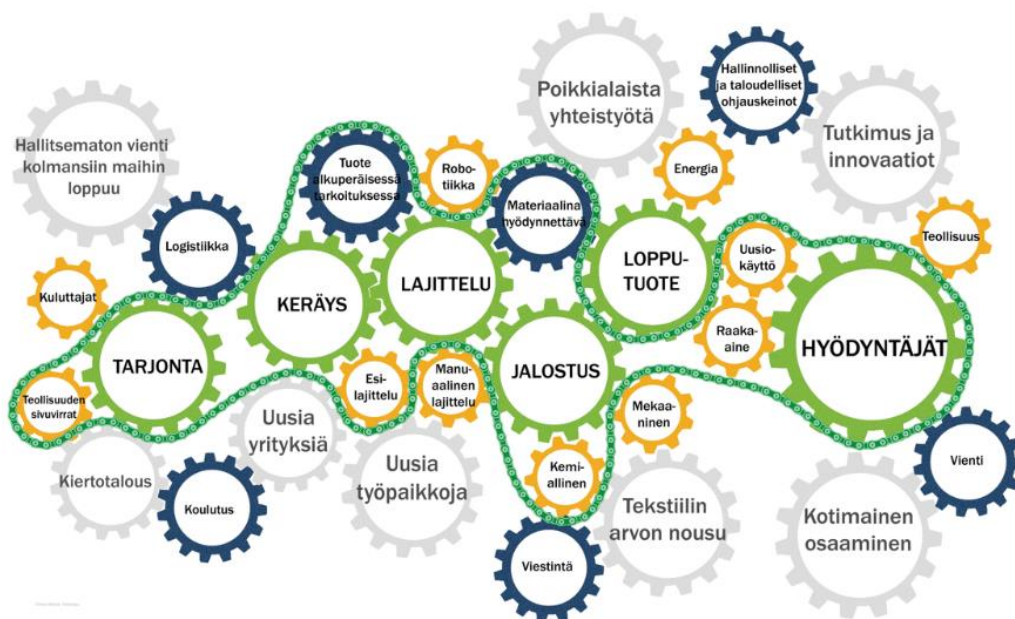 Poikkialaista
yhteistyötä
Hallinnolliset
ja taloudelliset
ohjauskeinot
Tutkimus ja
innovaatiot
Hallitsematon vienti
kolmansiin maihin
loppuu
Tuote
alkuperäisessä
tarkoituksessa
Robo-
tiikka
Energia
Materiaalina
hyödynnettävä
Logistiikka
Teollisuus
Uusio-
käyttö
LOPPU-
TUOTE
LAJITTELU
KERÄYS
Kuluttajat
Raaka-
aine
HYÖDYNTÄJÄT
TARJONTA
JALOSTUS
Esi-
lajittelu
Manu-
aalinen
lajittelu
Teollisuuden
sivuvirrat
Mekaa-
ninen
Uusia
yrityksiä
Vienti
Kiertotalous
Uusia
työpaikkoja
Kemi-
allinen
Tekstiilin
arvon nousu
Koulutus
Kotimainen
osaaminen
Viestintä